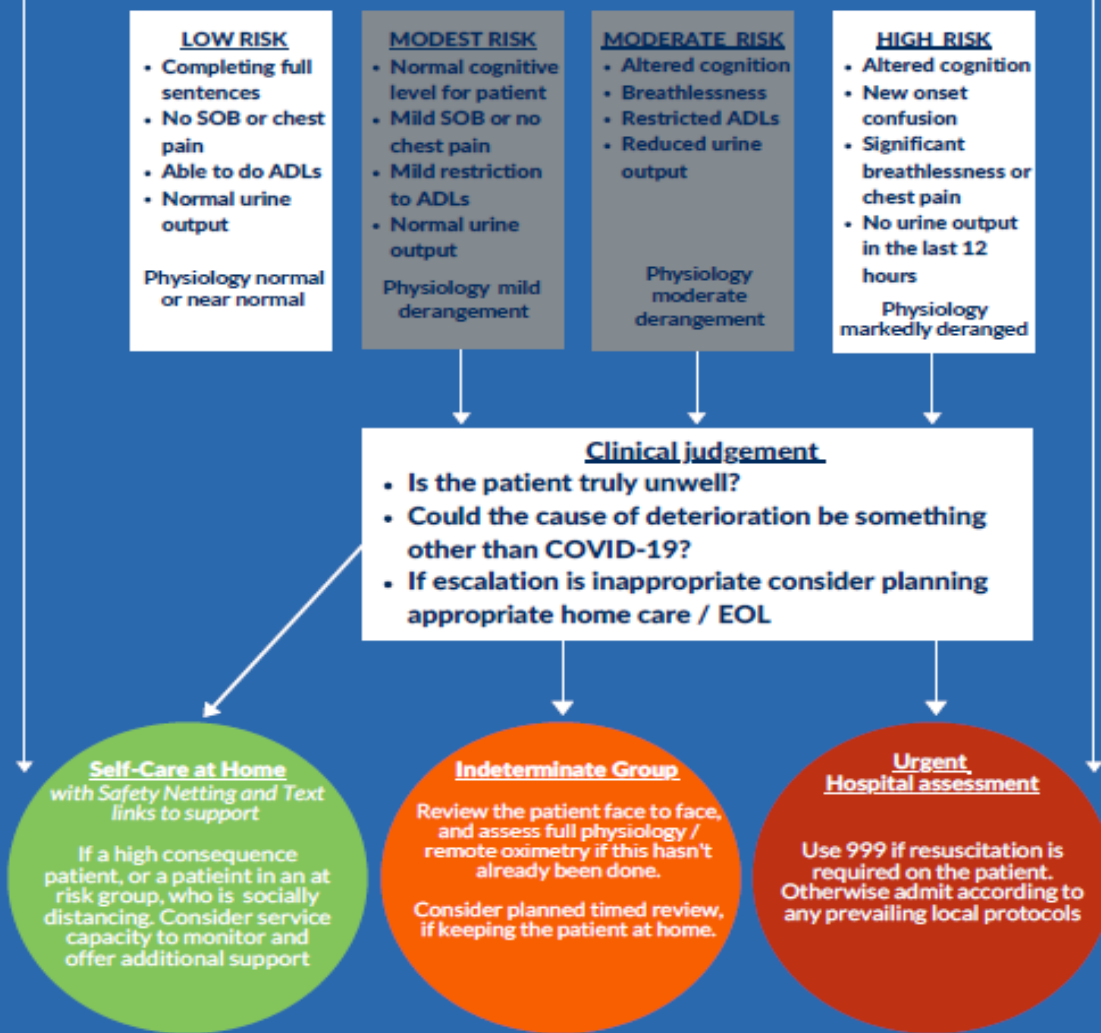 LOW RISK
• Completing full
sentences
• No SOB or chest
pain
• Able to do ADLs
• Normal urine
output
Physiology normal
or near normal
MODEST RISK
• Normal cognitive
level for patient
• Mild SOB or no
chest pain
• Mild restriction
to ADLs
• Normal urine
output
Physiology mild
derangement
MODERATE RISK
• Altered cognition
• Breathlessness
• Restricted ADLs
• Reduced urine
output
Physiology
moderate
derangement
HIGH RISK
• Altered cognition
• New onset
confusion
• Significant
breathlessness or
chest pain
• No urine output
in the last 12
hours
Physiology
markedly deranged
Clinical judgement
• Is the patient truly unwell?
• Could the cause of deterioration be something
other than COVID-19?
• If escalation is inappropriate consider planning
appropriate home care / EOL
Self-Care at Home
with Safety Netting and Text
links to support
If a high consequence
patient, or a patieint in an at
risk group, who is socially
distancing. Consider service
capacity to monitor and
offer additional support
Indeterminate Group
Review the patient face to face,
and assess full physiology /
remote oximetry if this hasn't
already been done.
Consider planned timed review,
if keeping the patient at home.
Urgent
Hospital assessment
Use 999 if resuscitation is
required on the patient.
Otherwise admit according to
any prevailing local protocols